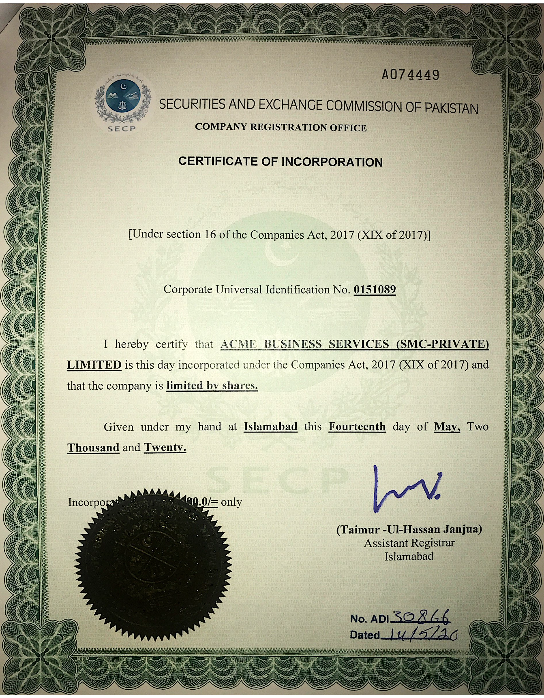 A074449
SECP
SECURITIES AND EXCHANGE COMMISSION OF PAKISTAN
COMPANY REGISTRATION OFFICE
CERTIFICATE OF INCORPORATION
[Under section 16 of the Companies Act, 2017 (XIX of 2017)]
Corporate Universal Identification No. 0151089
I hereby certify that ACME BUSINESS SERVICES (SMC-PRIVATE)
LIMITED is this day incorporated under the Companies Act, 2017 (XIX of 2017) and
that the company is limited by shares.
Given under my hand at Islamabad this Fourteenth day of May, Two
Thousand and Twenty.
SECP
00.0/= only
(Taimur -Ul-Hassan Janjua)
Assistant Registrar
Islamabad
No. ADI 30866
Dated 14/5/20